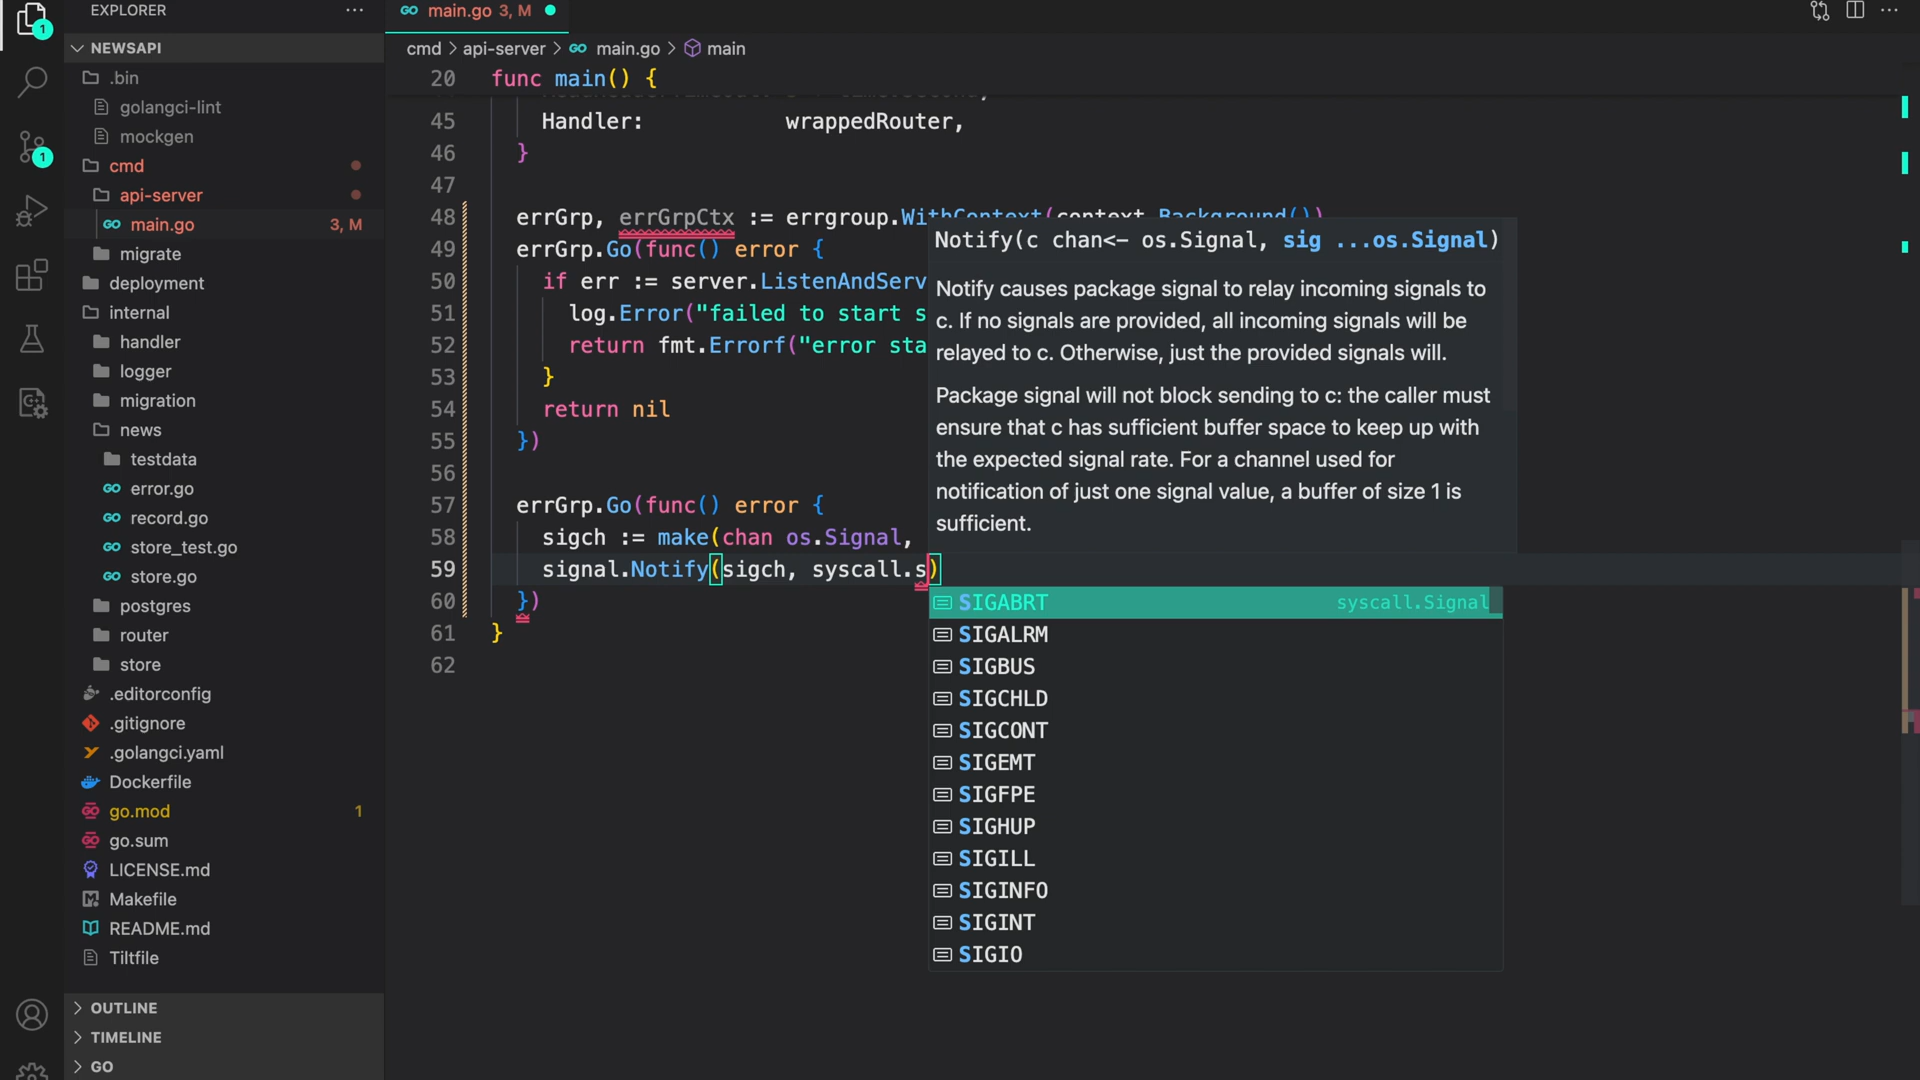 EXPLORER
NEWSAPI
.bin
golangci-lint
mockgen
cmd
api-server
main.go 3, M
migrate
deployment
internal
handler
logger
migration
news
testdata
error.go
record.go
store_test.go
store.go
postgres
router
store
.editorconfig
.gitignore
.golangci.yaml
Dockerfile
go.mod 1
go.sum
LICENSE.md
Makefile
README.md
Tiltfile
OUTLINE
TIMELINE
GO
1
1
main.go 3, M
cmd > api-server > main.go > main
20 func main() {
45 Handler: wrappedRouter,
46 }
47
48 errGrp, errGrpCtx := errgroup.WithContext(context.Background())
49 errGrp.Go(func() error {
50 if err := server.ListenAndServ
51 log.Error("failed to start s
52 return fmt.Errorf("error sta
53 }
54 return nil
55 })
56
57 errGrp.Go(func() error {
58 sigch := make(chan os.Signal,
59 signal.Notify(sigch, syscall.s)
60 })
61 }
62
Notify(c chan<- os.Signal, sig ...os.Signal)
Notify causes package signal to relay incoming signals to
c. If no signals are provided, all incoming signals will be
relayed to c. Otherwise, just the provided signals will.
Package signal will not block sending to c: the caller must
ensure that c has sufficient buffer space to keep up with
the expected signal rate. For a channel used for
notification of just one signal value, a buffer of size 1 is
sufficient.
SIGABRT syscall.Signal
SIGALRM
SIGBUS
SIGCHLD
SIGCONT
SIGEMT
SIGFPE
SIGHUP
SIGILL
SIGINFO
SIGINT
SIGIO